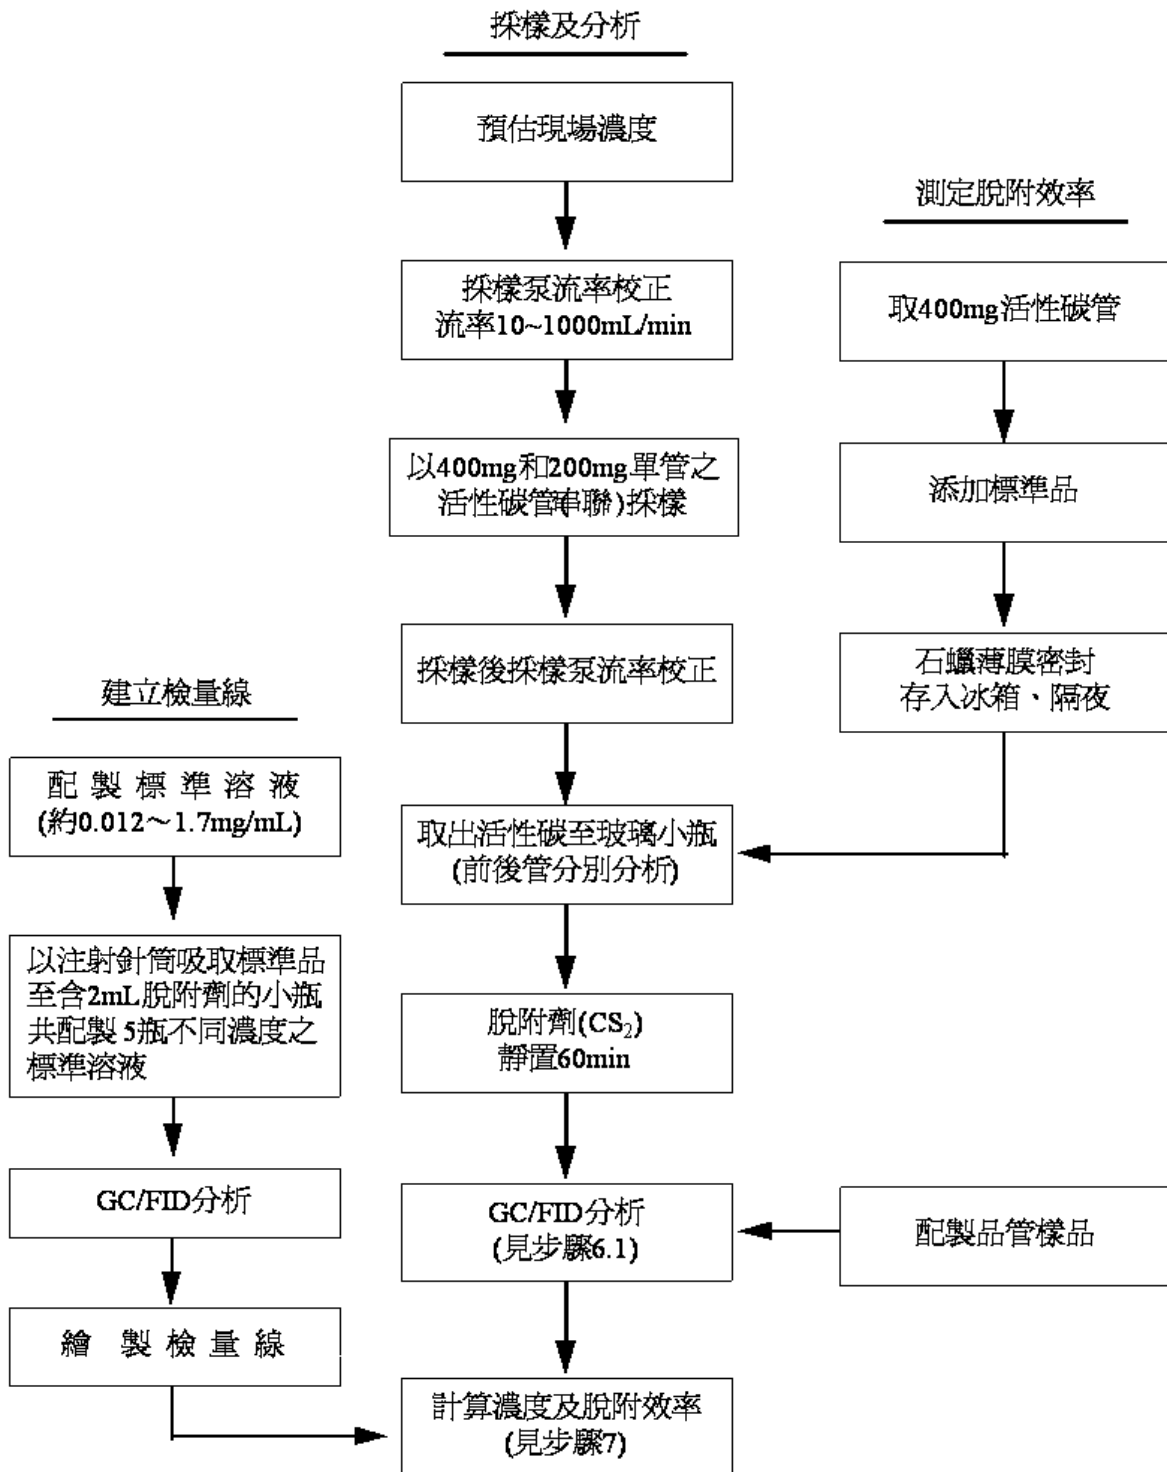 採樣及分析
預估現場濃度
採樣泵流率校正
流率10~1000mL/min
以400mg和200mg單管之
活性碳管(串聯)採樣
採樣後採樣泵流率校正
取出活性碳至玻璃小瓶
(前後管分別分析)
脫附劑(CS₂)
靜置60min
GC/FID分析
(見步驟6.1)
計算濃度及脫附效率
(見步驟7)
測定脫附效率
取400mg活性碳管
添加標準品
石蠟薄膜密封
存入冰箱、隔夜
配製品管樣品
建立檢量線
配 製 標 準 溶 液
(約0.012～1.7mg/mL)
以注射針筒吸取標準品
至含2mL脫附劑的小瓶
共配製 5瓶不同濃度之
標準溶液
GC/FID分析
繪 製 檢 量 線